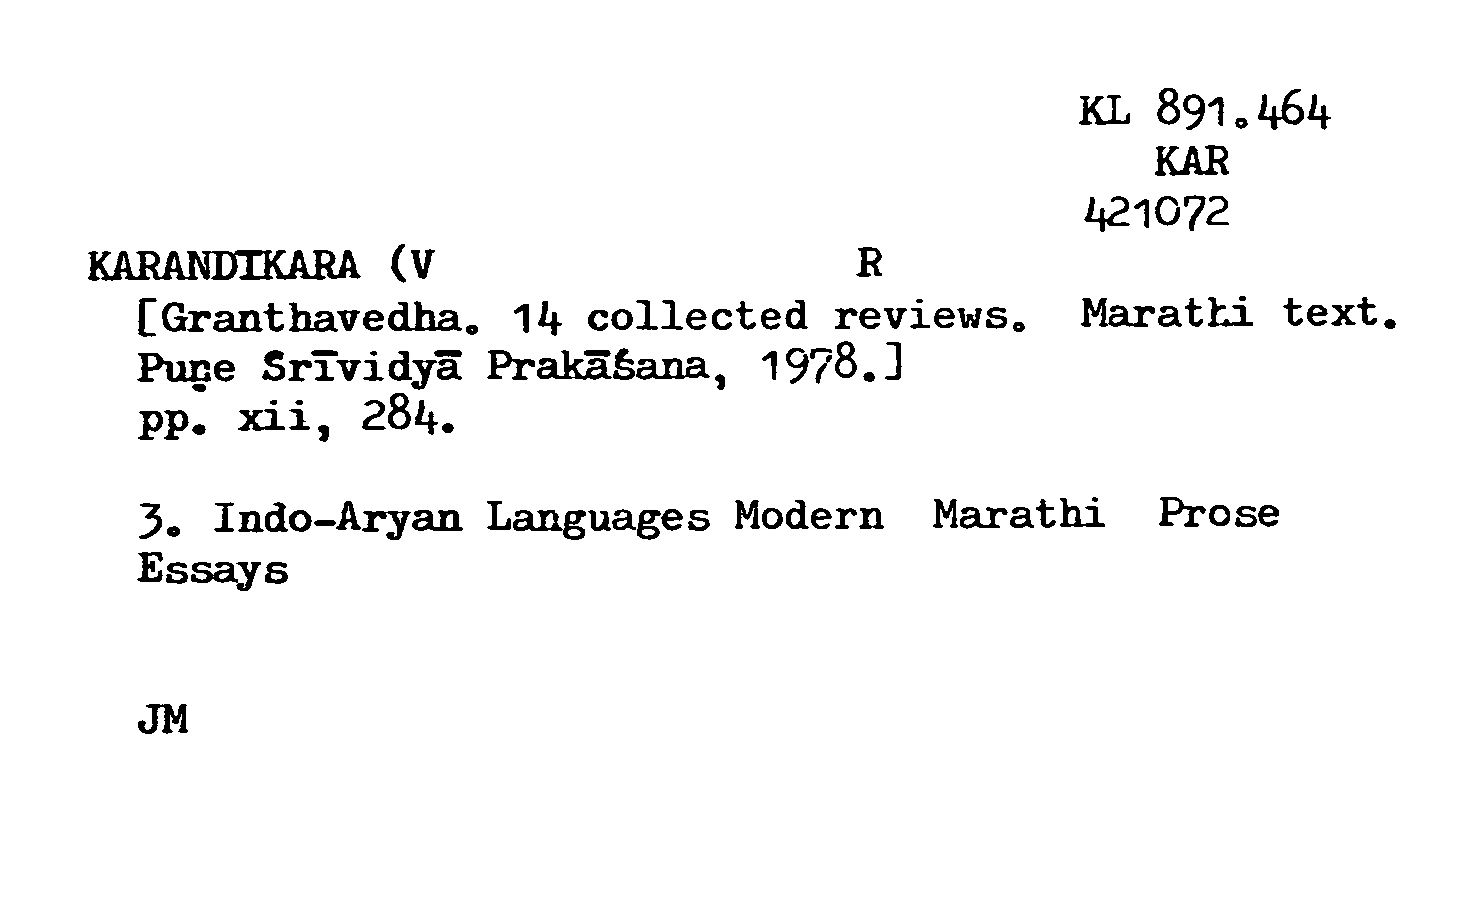 KL 891.464
KAR
421072
KARANDIKARA (V R
[Granthavedha. 14 collected reviews. Marathi text.
Puṇe Śrīvidyā Prakāśana, 1978.]
pp. xii, 284.
3. Indo-Aryan Languages Modern Marathi Prose
Essays
JM